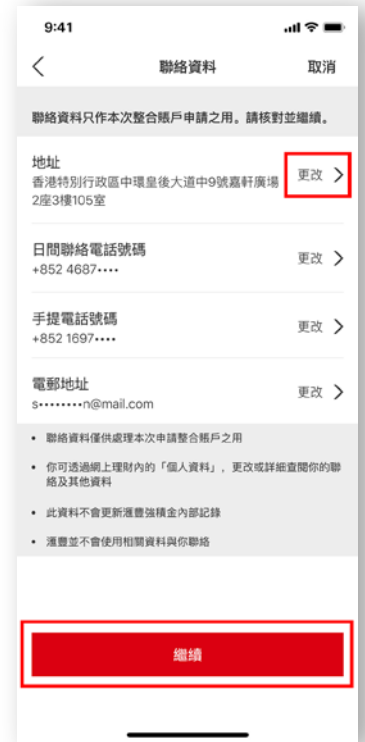 9:41
聯絡資料
取消
聯絡資料只作本次整合賬戶申請之用。請核對並繼續。
地址
香港特別行政區中環皇後大道中9號嘉軒廣場
2座3樓105室
更改
日間聯絡電話號碼
+852 4687••••
更改
手提電話號碼
+852 1697••••
更改
電郵地址
s••••••••n@mail.com
更改
• 聯絡資料僅供處理本次申請整合賬戶之用
• 你可透過網上理財內的「個人資料」，更改或詳細查閱你的聯
絡及其他資料
• 此資料不會更新滙豐強積金內部記錄
• 滙豐並不會使用相關資料與你聯絡
繼續